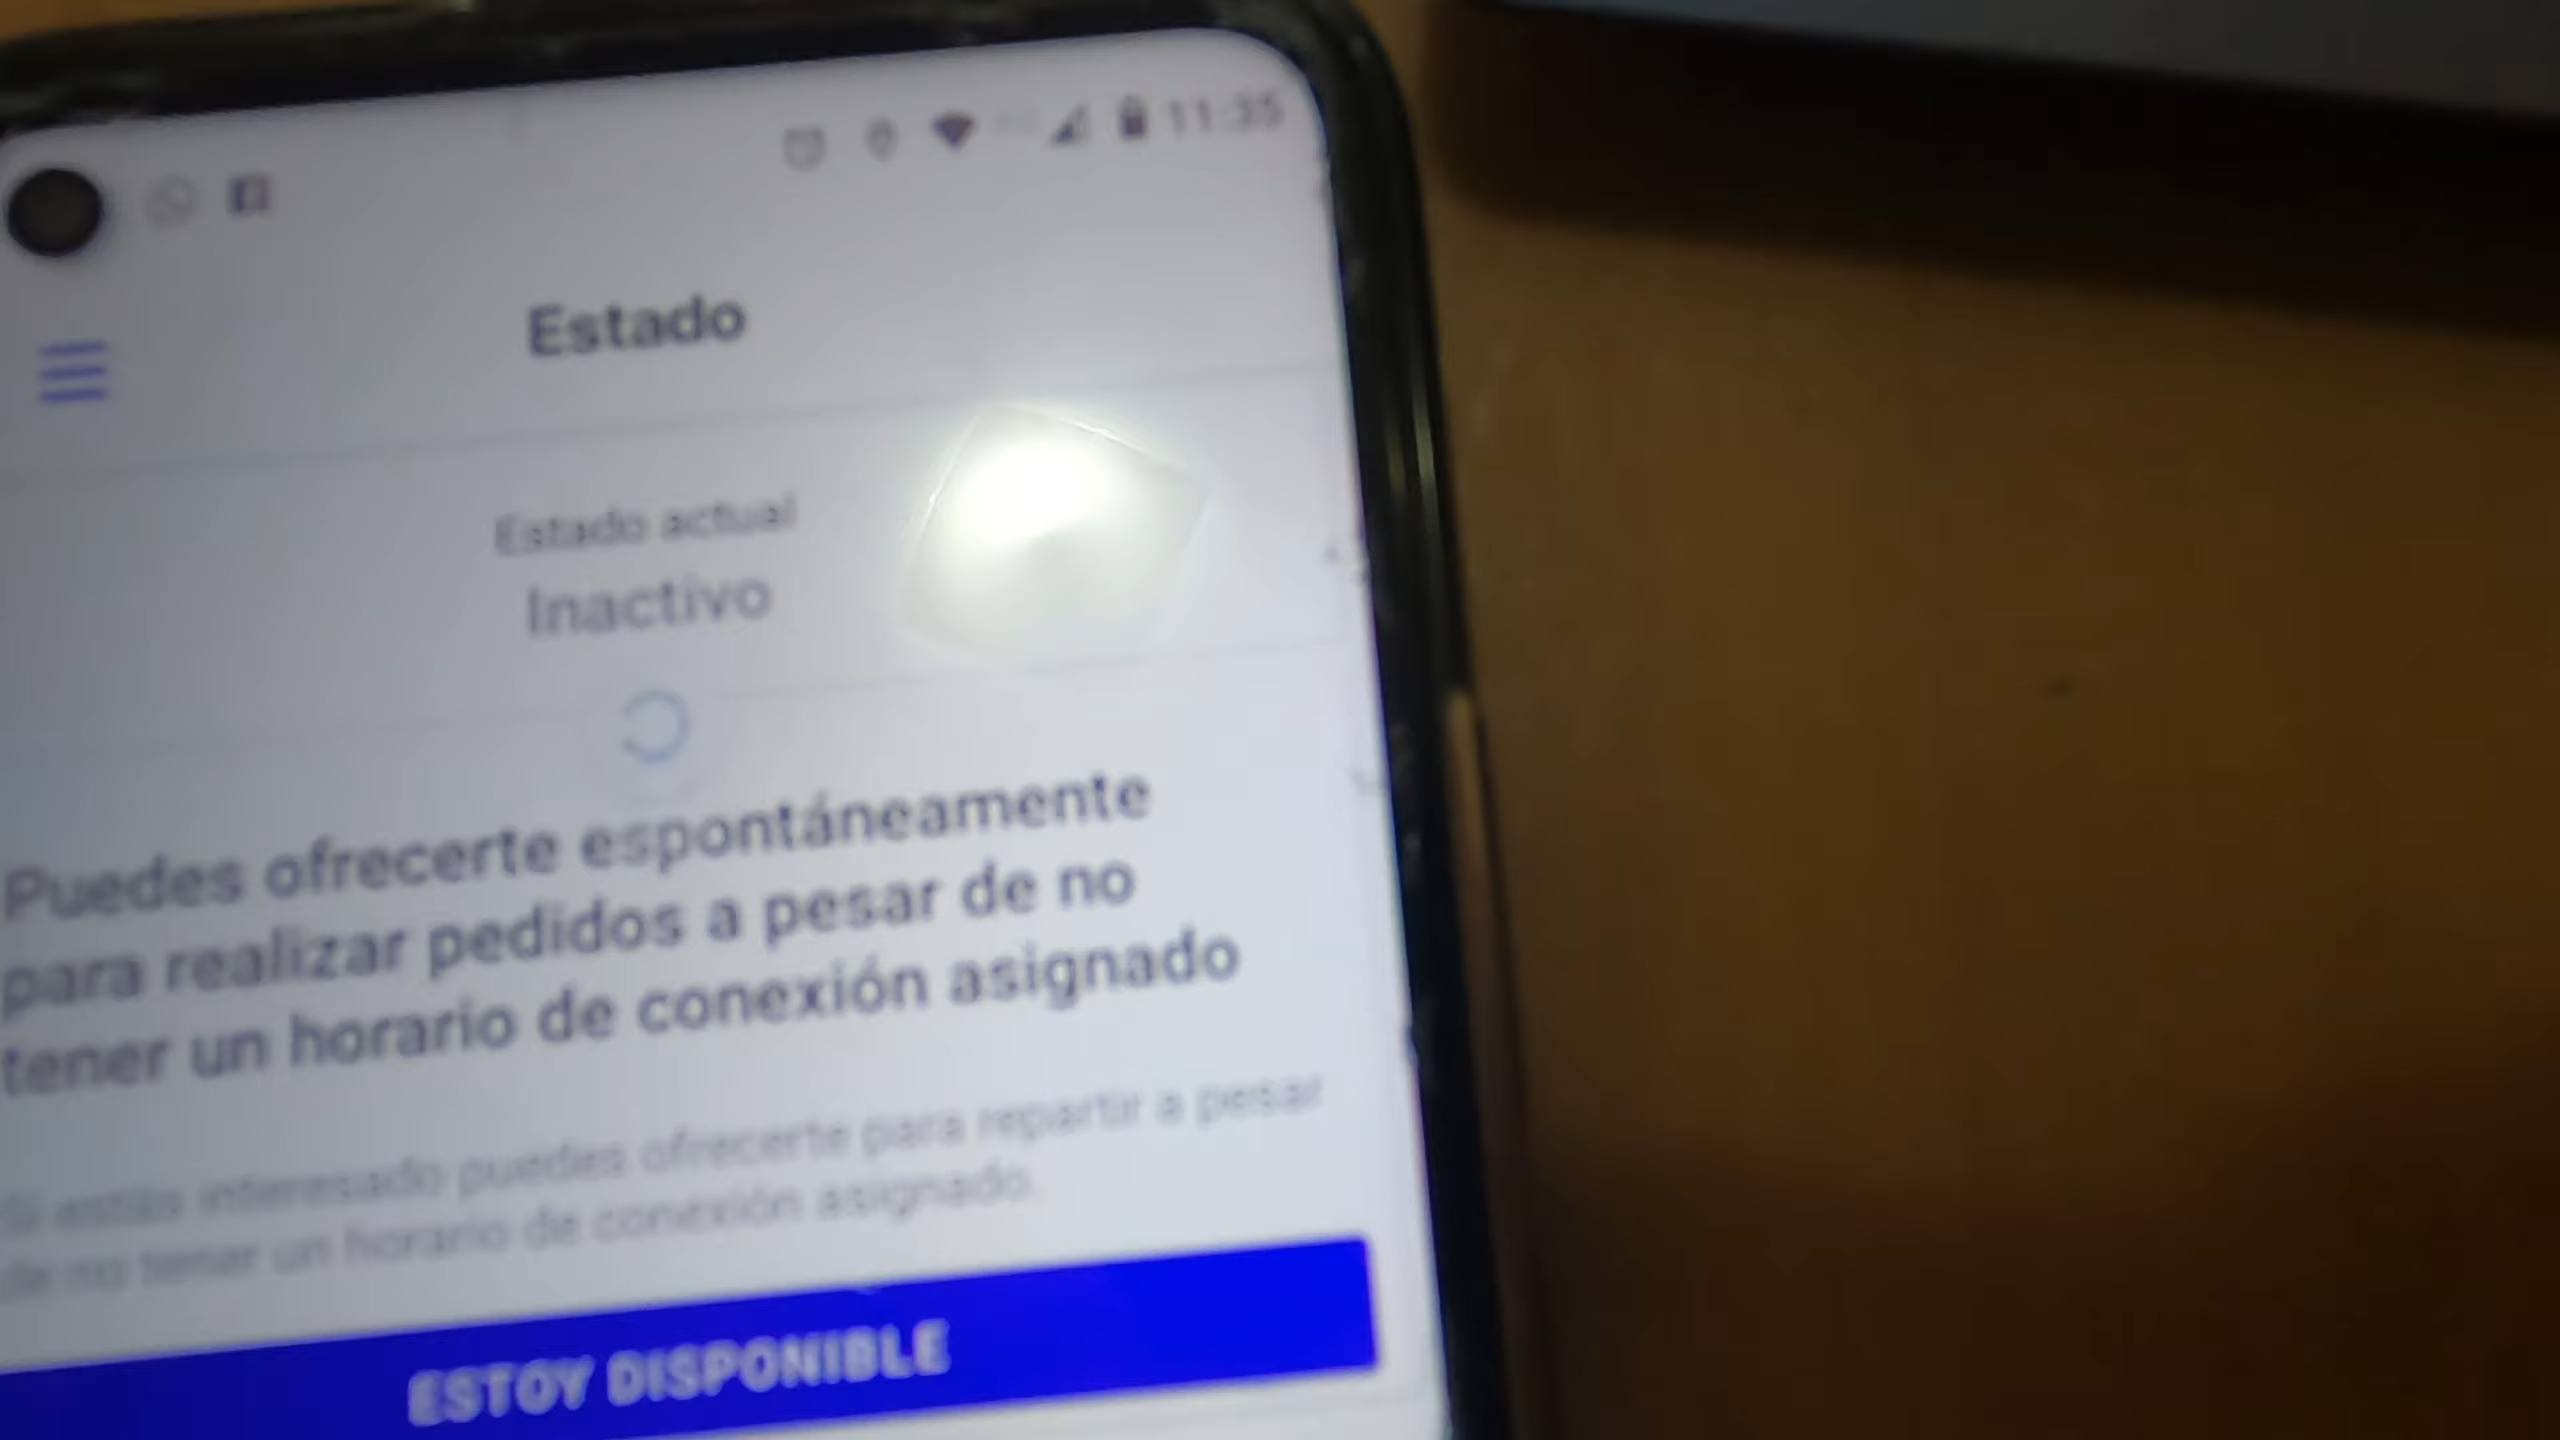 11:35
Estado
Estado actual
Inactivo
Puedes ofrecerte espontáneamente
para realizar pedidos a pesar de no
tener un horario de conexión asignado
Si estás interesado puedes ofrecerte para repartir a pesar
de no tener un horario de conexión asignado.
ESTOY DISPONIBLE